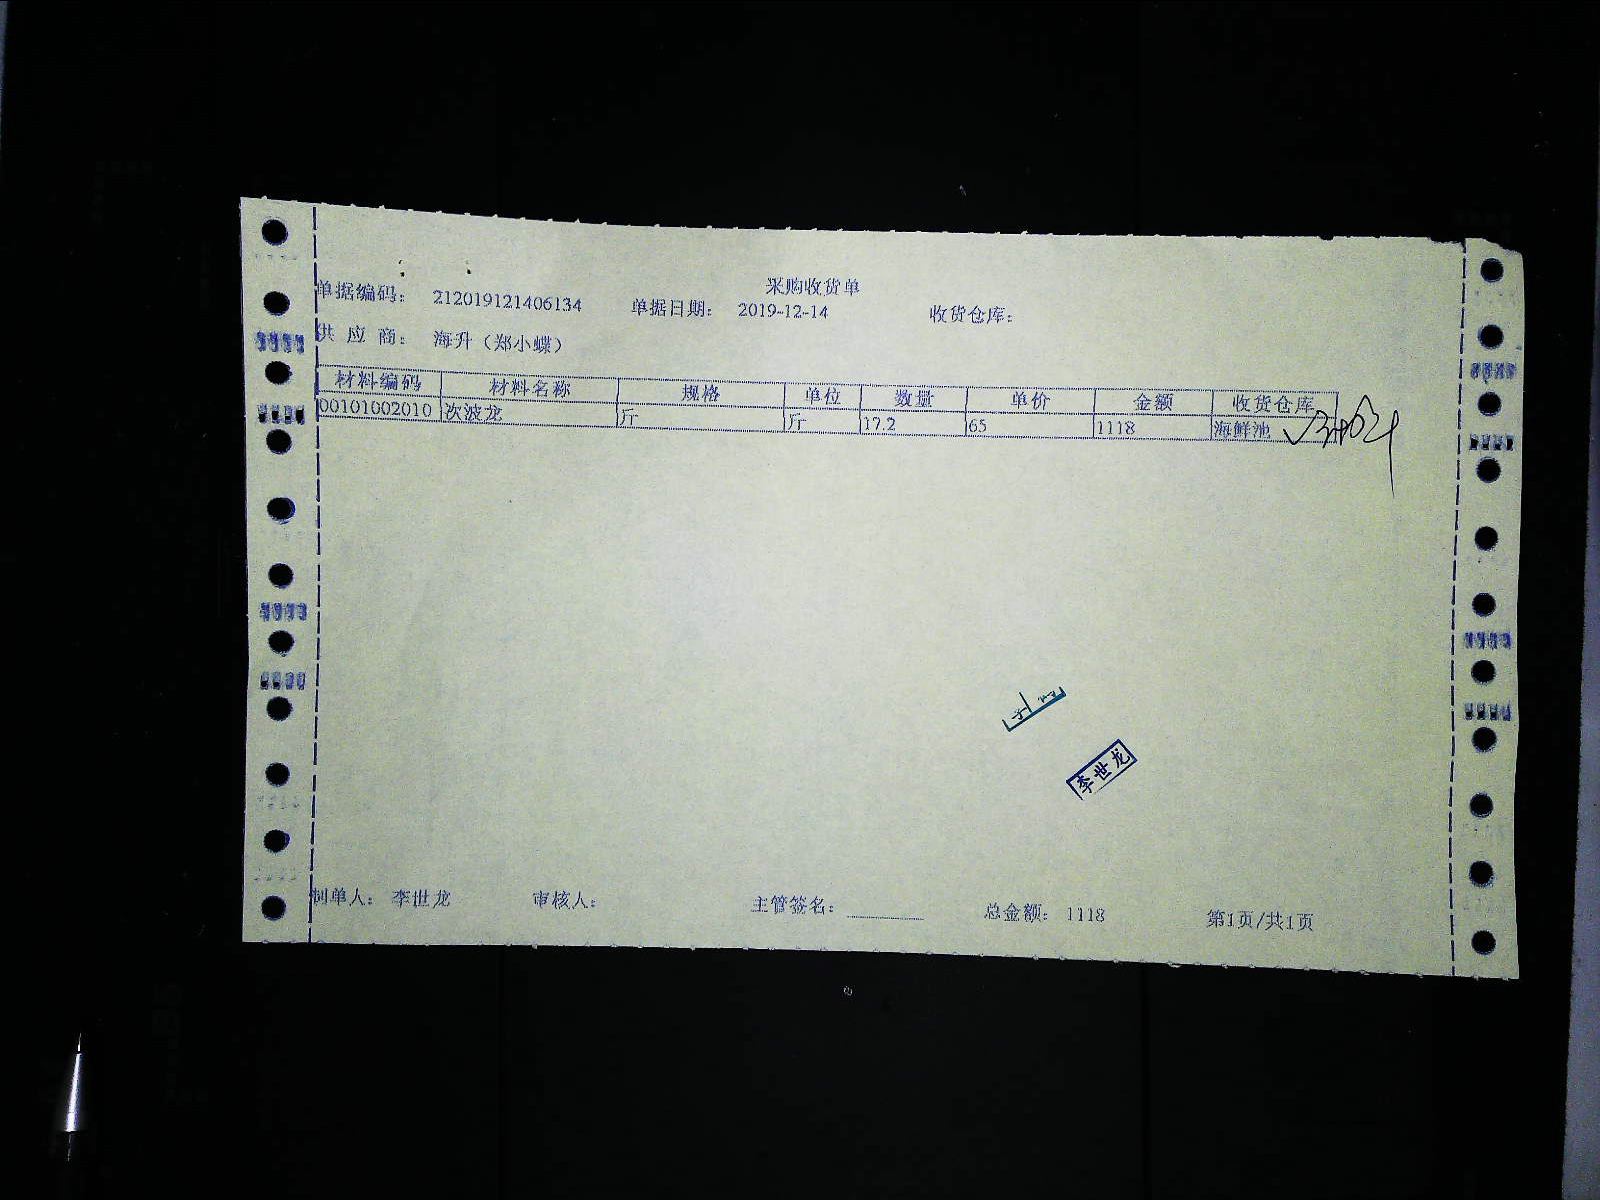 采购收货单
单据编码： 212019121406134 单据日期： 2019-12-14 收货仓库：
供 应 商： 海升（郑小蝶）
材料编码 材料名称 规格 单位 数量 单价 金额 收货仓库
00101002010 次波龙 斤 斤 17.2 65 1118 海鲜池
李世龙
制单人： 李世龙 审核人： 主管签名： 总金额： 1118 第1页/共1页